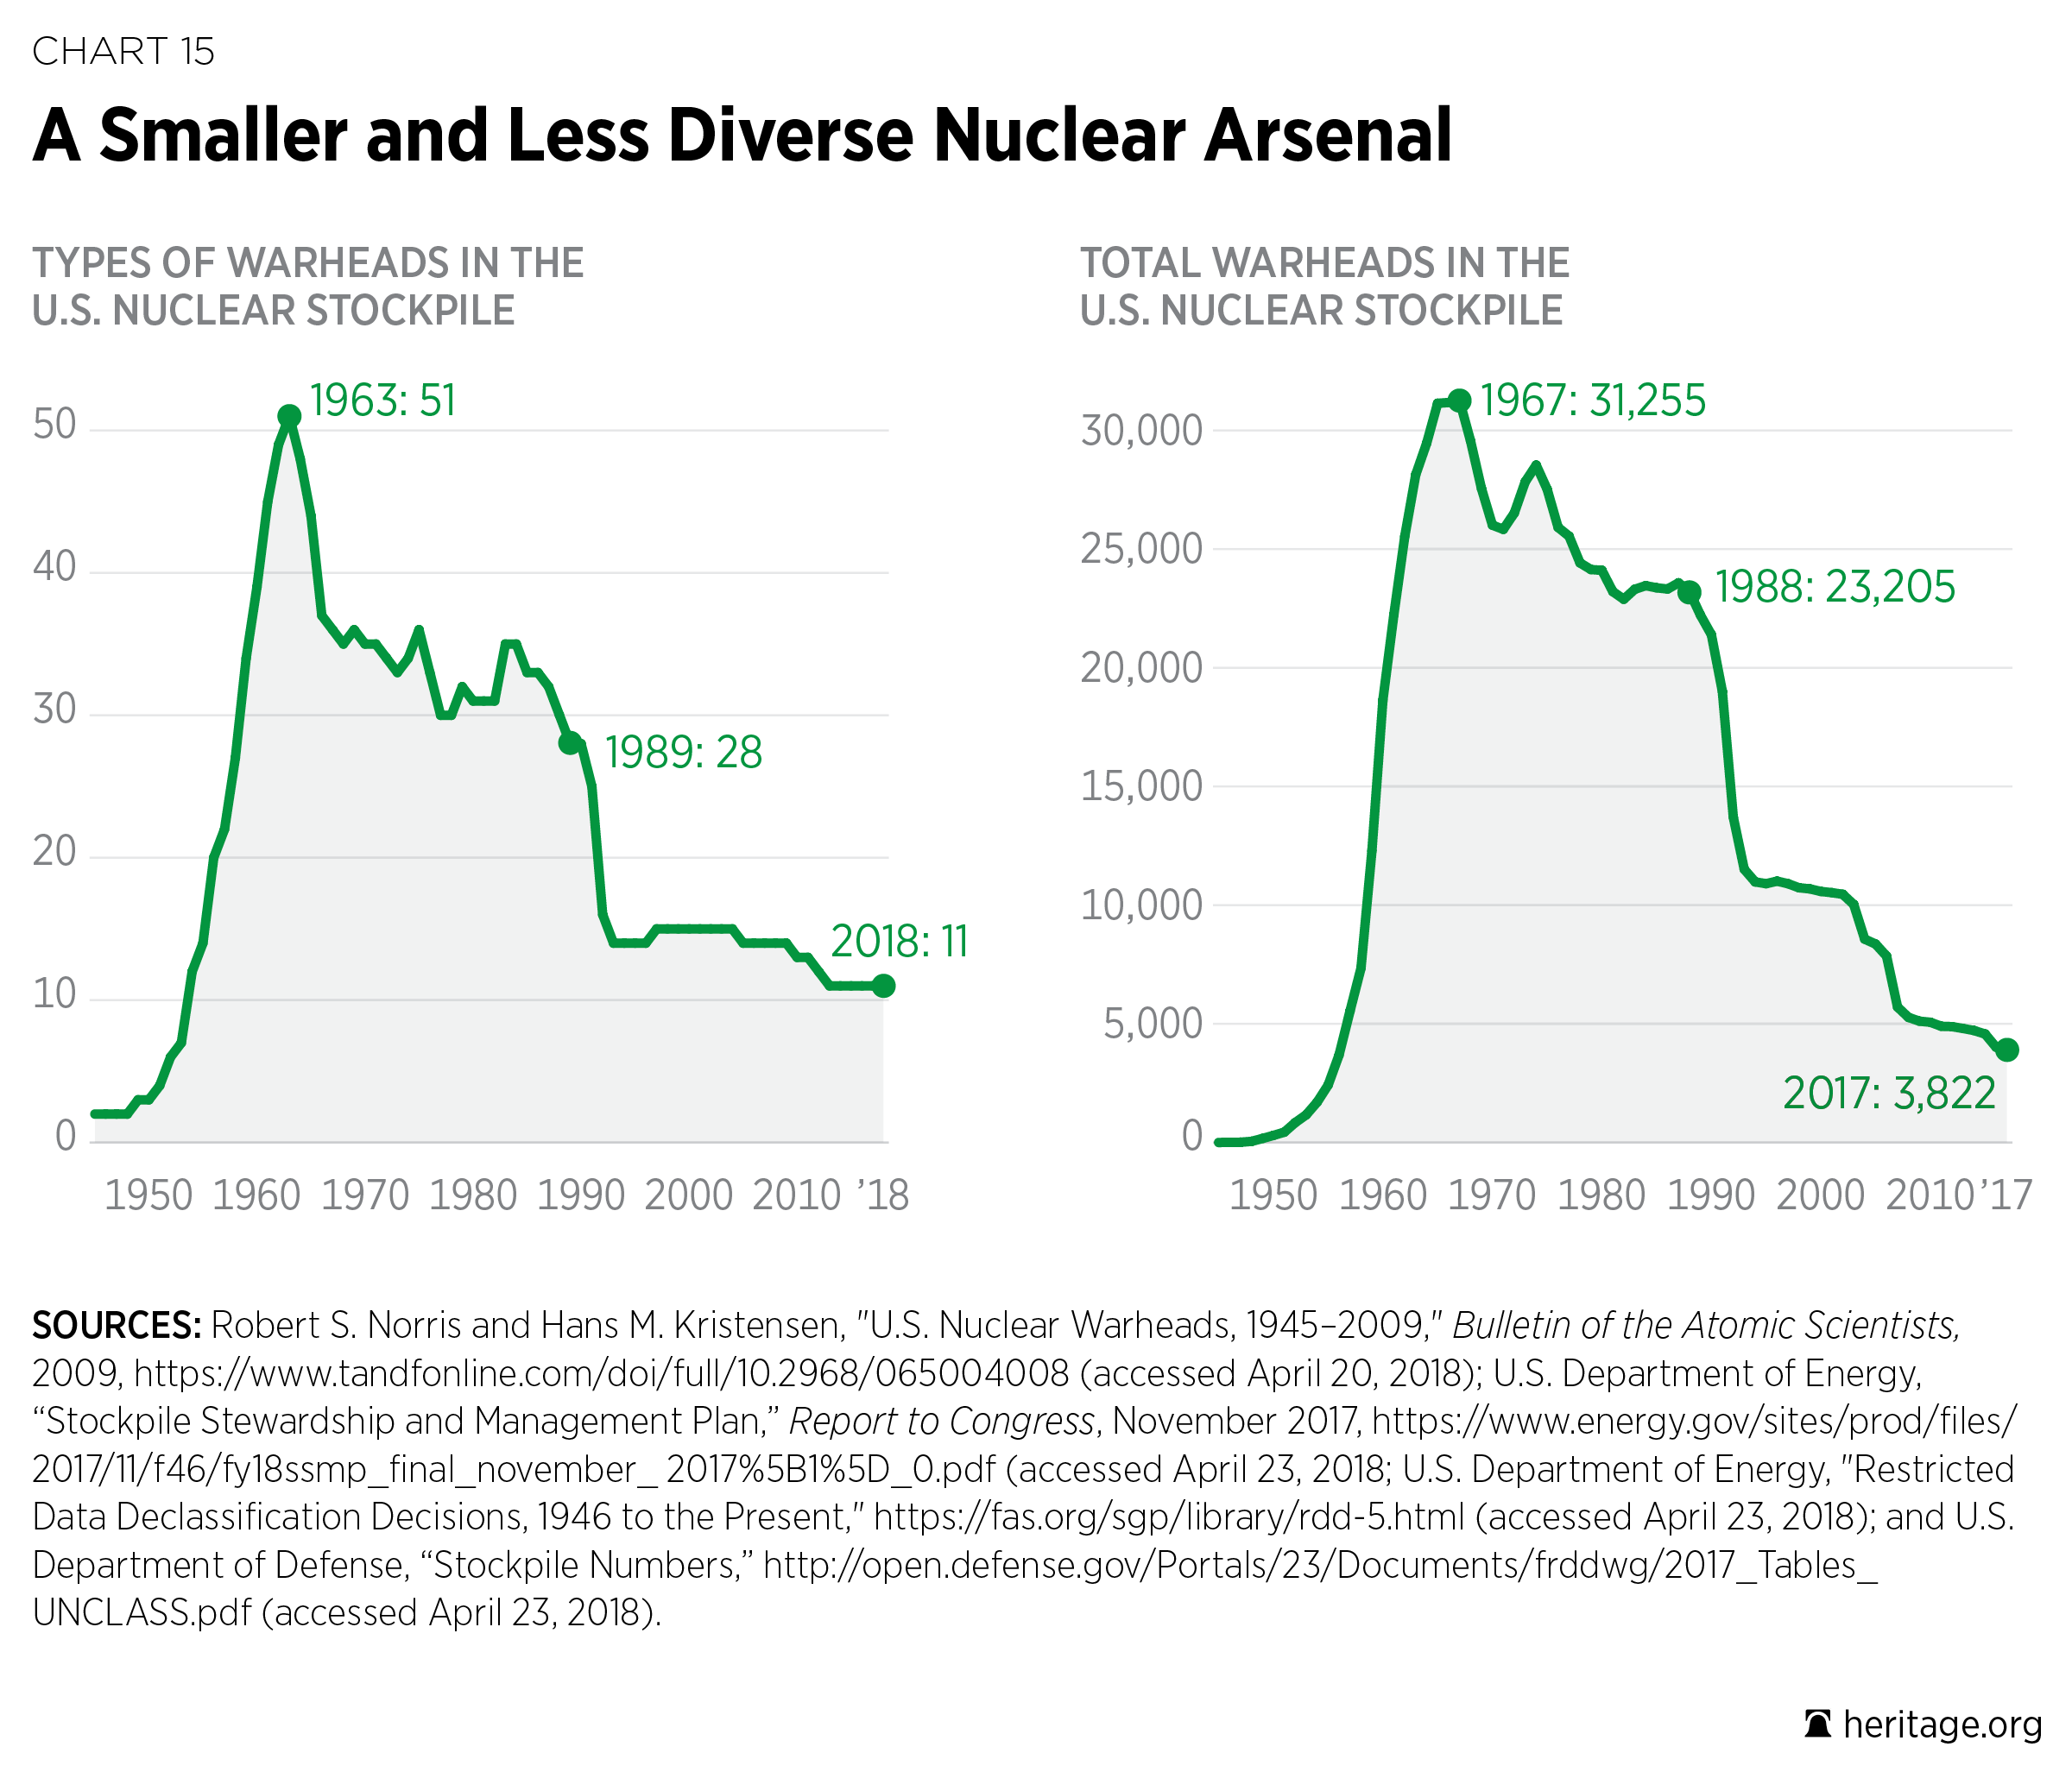 CHART 15
A Smaller and Less Diverse Nuclear Arsenal
TYPES OF WARHEADS IN THE
U.S. NUCLEAR STOCKPILE
1963: 51
50
40
30
1989: 28
20
2018: 11
10
0
1950 1960 1970 1980 1990 2000 2010 ’18
TOTAL WARHEADS IN THE
U.S. NUCLEAR STOCKPILE
1967: 31,255
30,000
25,000
1988: 23,205
20,000
15,000
10,000
5,000
2017: 3,822
0
1950 1960 1970 1980 1990 2000 2010 ’17
SOURCES: Robert S. Norris and Hans M. Kristensen, "U.S. Nuclear Warheads, 1945–2009," Bulletin of the Atomic Scientists,
2009, https://www.tandfonline.com/doi/full/10.2968/065004008 (accessed April 20, 2018); U.S. Department of Energy,
“Stockpile Stewardship and Management Plan,” Report to Congress, November 2017, https://www.energy.gov/sites/prod/files/
2017/11/f46/fy18ssmp_final_november_ 2017%5B1%5D_0.pdf (accessed April 23, 2018; U.S. Department of Energy, "Restricted
Data Declassification Decisions, 1946 to the Present," https://fas.org/sgp/library/rdd-5.html (accessed April 23, 2018); and U.S.
Department of Defense, “Stockpile Numbers,” http://open.defense.gov/Portals/23/Documents/frddwg/2017_Tables_
UNCLASS.pdf (accessed April 23, 2018).
heritage.org